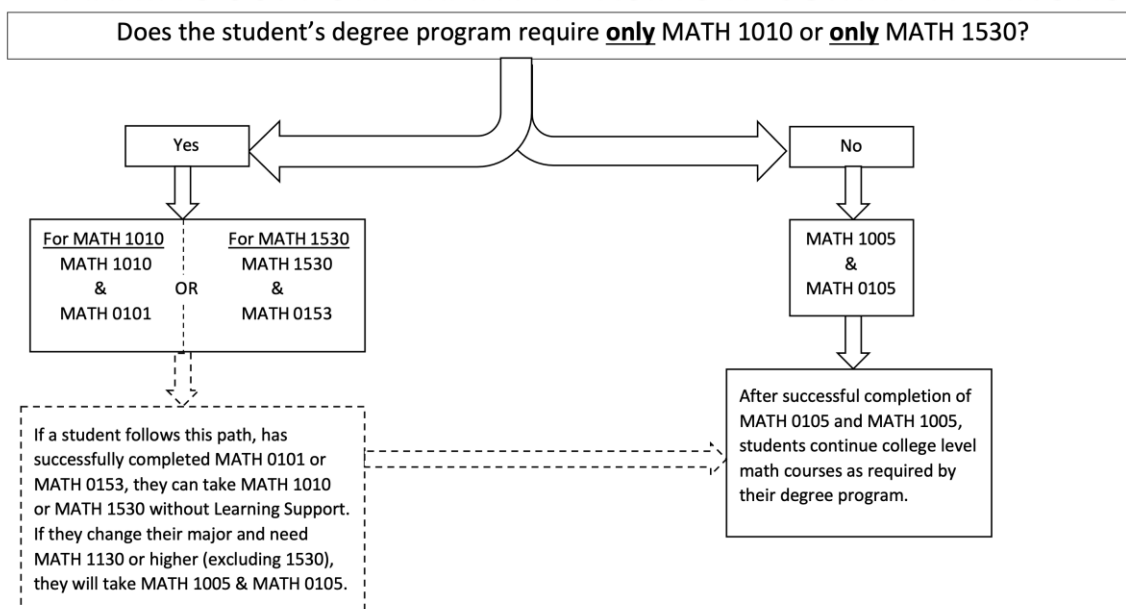 Does the student's degree program require only MATH 1010 or only MATH 1530?
Yes
No
For MATH 1010
MATH 1010
&
MATH 0101
OR
For MATH 1530
MATH 1530
&
MATH 0153
MATH 1005
&
MATH 0105
If a student follows this path, has
successfully completed MATH 0101 or
MATH 0153, they can take MATH 1010
or MATH 1530 without Learning Support.
If they change their major and need
MATH 1130 or higher (excluding 1530),
they will take MATH 1005 & MATH 0105.
After successful completion of
MATH 0105 and MATH 1005,
students continue college level
math courses as required by
their degree program.